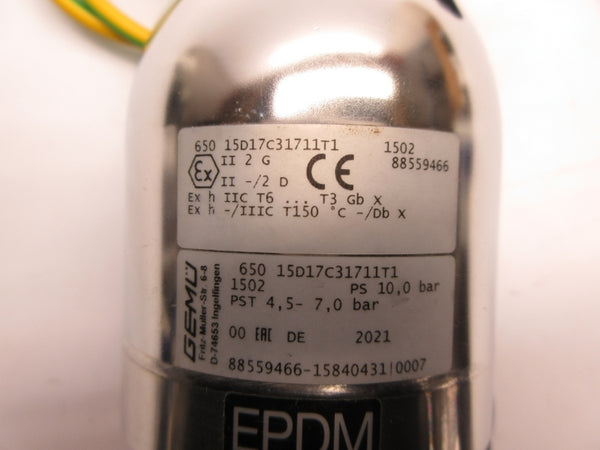 650 15D17C31711T1 1502
II 2 G 88559466
Ex CE
II -/2 D
Ex h IIC T6 ... T3 Gb X
Ex h -/IIIC T150 °C -/Db X
GEMÜ
Fritz-Müller-Str. 6-8
D-74653 Ingelfingen
650 15D17C31711T1
1502 PS 10,0 bar
PST 4,5- 7,0 bar
00 EAC DE 2021
88559466-15840431|0007
EPDM